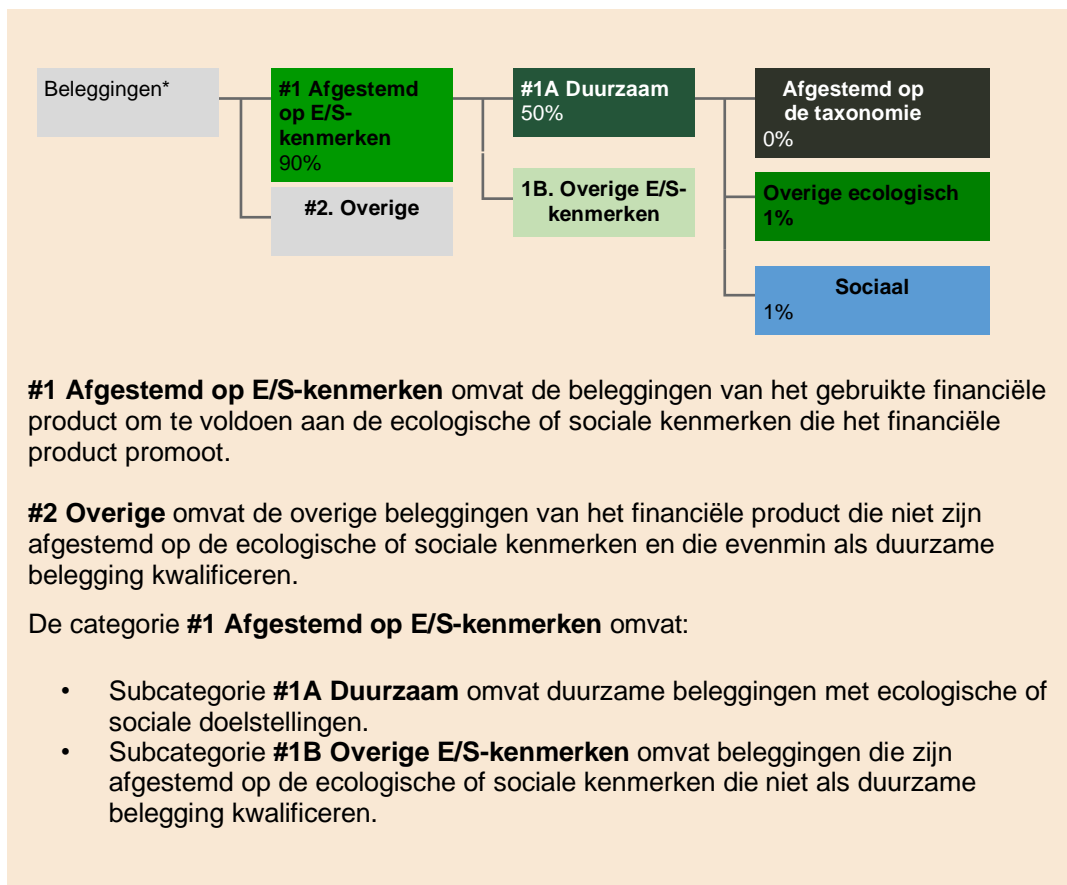 Beleggingen*
#1 Afgestemd
op E/S-
kenmerken
90%
#2. Overige
#1A Duurzaam
50%
1B. Overige E/S-
kenmerken
Afgestemd op
de taxonomie
0%
Overige ecologisch
1%
Sociaal
1%
#1 Afgestemd op E/S-kenmerken omvat de beleggingen van het gebruikte financiële
product om te voldoen aan de ecologische of sociale kenmerken die het financiële
product promoot.
#2 Overige omvat de overige beleggingen van het financiële product die niet zijn
afgestemd op de ecologische of sociale kenmerken en die evenmin als duurzame
belegging kwalificeren.
De categorie #1 Afgestemd op E/S-kenmerken omvat:
• Subcategorie #1A Duurzaam omvat duurzame beleggingen met ecologische of
sociale doelstellingen.
• Subcategorie #1B Overige E/S-kenmerken omvat beleggingen die zijn
afgestemd op de ecologische of sociale kenmerken die niet als duurzame
belegging kwalificeren.